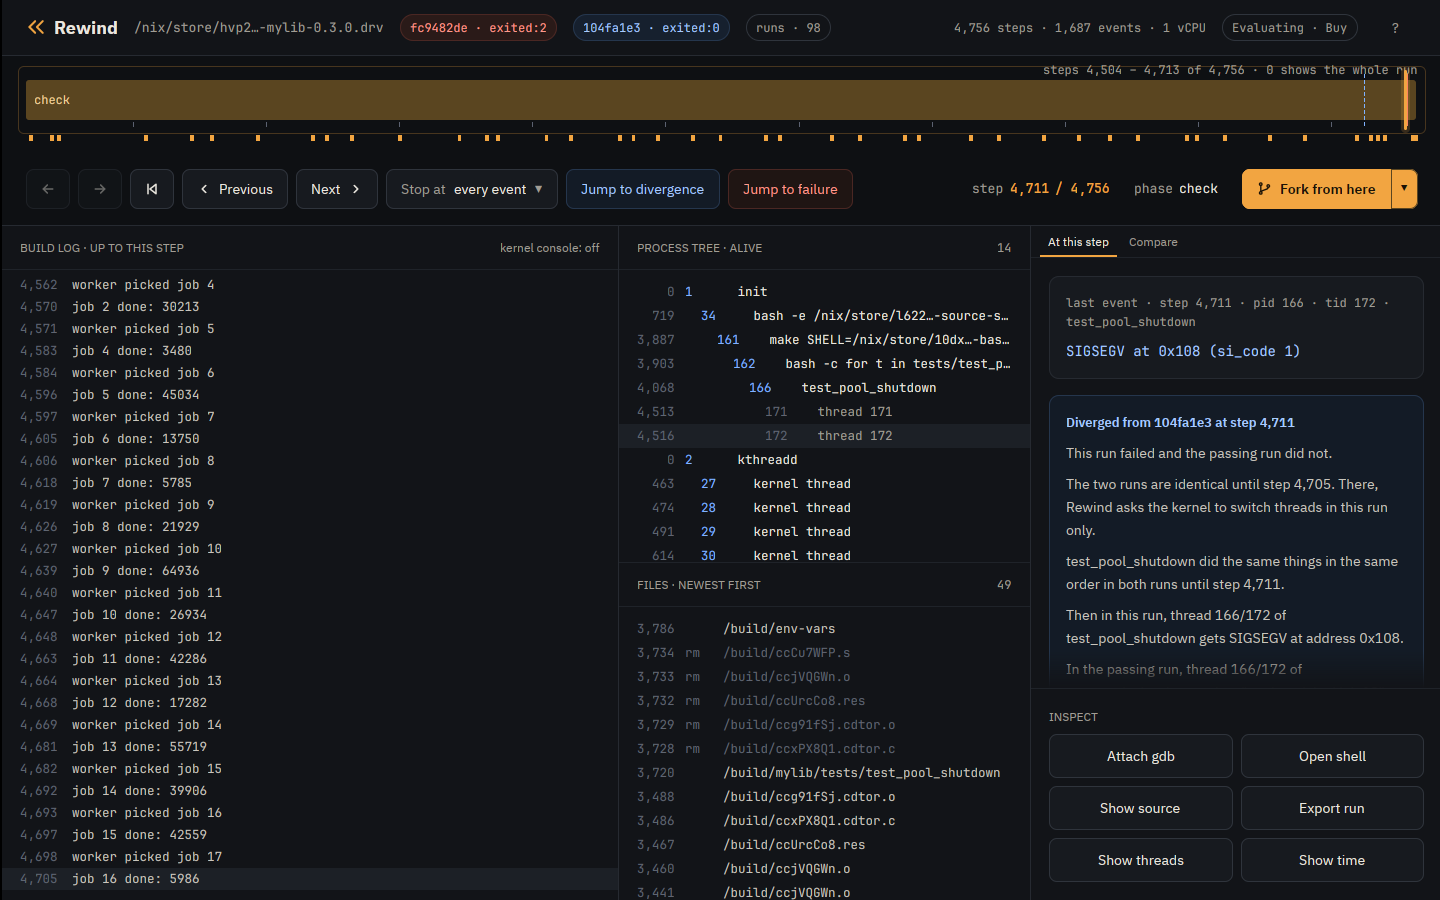 Rewind /nix/store/hvp2…-mylib-0.3.0.drv fc9482de · exited:2 104fa1e3 · exited:0 runs · 98 4,756 steps · 1,687 events · 1 vCPU Evaluating · Buy ?
steps 4,504 – 4,713 of 4,756 · 0 shows the whole run
check
← → Previous Next Stop at every event ▾ Jump to divergence Jump to failure step 4,711 / 4,756 phase check Fork from here ▾
BUILD LOG · UP TO THIS STEP kernel console: off
4,562 worker picked job 4
4,570 job 2 done: 30213
4,571 worker picked job 5
4,583 job 4 done: 3480
4,584 worker picked job 6
4,596 job 5 done: 45034
4,597 worker picked job 7
4,605 job 6 done: 13750
4,606 worker picked job 8
4,618 job 7 done: 5785
4,619 worker picked job 9
4,626 job 8 done: 21929
4,627 worker picked job 10
4,639 job 9 done: 64936
4,640 worker picked job 11
4,647 job 10 done: 26934
4,648 worker picked job 12
4,663 job 11 done: 42286
4,664 worker picked job 13
4,668 job 12 done: 17282
4,669 worker picked job 14
4,681 job 13 done: 55719
4,682 worker picked job 15
4,692 job 14 done: 39906
4,693 worker picked job 16
4,697 job 15 done: 42559
4,698 worker picked job 17
4,705 job 16 done: 5986
PROCESS TREE · ALIVE 14
0 1 init
719 34 bash -e /nix/store/l622…-source-s…
3,887 161 make SHELL=/nix/store/10dx…-bas…
3,903 162 bash -c for t in tests/test_p…
4,068 166 test_pool_shutdown
4,513 171 thread 171
4,516 172 thread 172
0 2 kthreadd
463 27 kernel thread
474 28 kernel thread
491 29 kernel thread
614 30 kernel thread
FILES · NEWEST FIRST 49
3,786 /build/env-vars
3,734 rm /build/ccCu7WFP.s
3,733 rm /build/ccjVQGWn.o
3,732 rm /build/ccUrcCo8.res
3,729 rm /build/ccg91fSj.cdtor.o
3,728 rm /build/ccxPX8Q1.cdtor.c
3,720 /build/mylib/tests/test_pool_shutdown
3,488 /build/ccg91fSj.cdtor.o
3,486 /build/ccxPX8Q1.cdtor.c
3,467 /build/ccUrcCo8.res
3,460 /build/ccjVQGWn.o
3,441 /build/ccjVQGWn.o
At this step Compare
last event · step 4,711 · pid 166 · tid 172 ·
test_pool_shutdown
SIGSEGV at 0x108 (si_code 1)
Diverged from 104fa1e3 at step 4,711
This run failed and the passing run did not.
The two runs are identical until step 4,705. There,
Rewind asks the kernel to switch threads in this run
only.
test_pool_shutdown did the same things in the same
order in both runs until step 4,711.
Then in this run, thread 166/172 of
test_pool_shutdown gets SIGSEGV at address 0x108.
In the passing run, thread 166/172 of
INSPECT
Attach gdb Open shell
Show source Export run
Show threads Show time